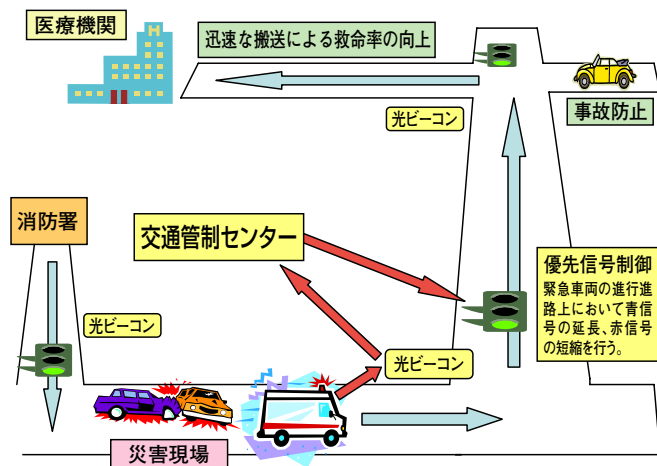 医療機関
H
迅速な搬送による救命率の向上
光ビーコン
事故防止
消防署
交通管制センター
優先信号制御
緊急車両の進行進
路上において青信
号の延長、赤信号
の短縮を行う。
光ビーコン
光ビーコン
災害現場